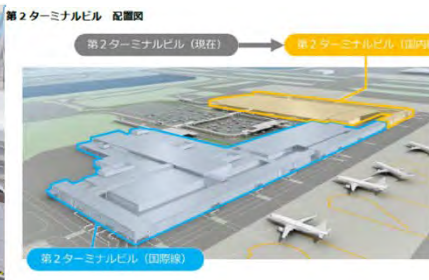 第2ターミナルビル 配置図
第2ターミナルビル（現在）
第2ターミナルビル（国内
第2ターミナルビル（国際線）